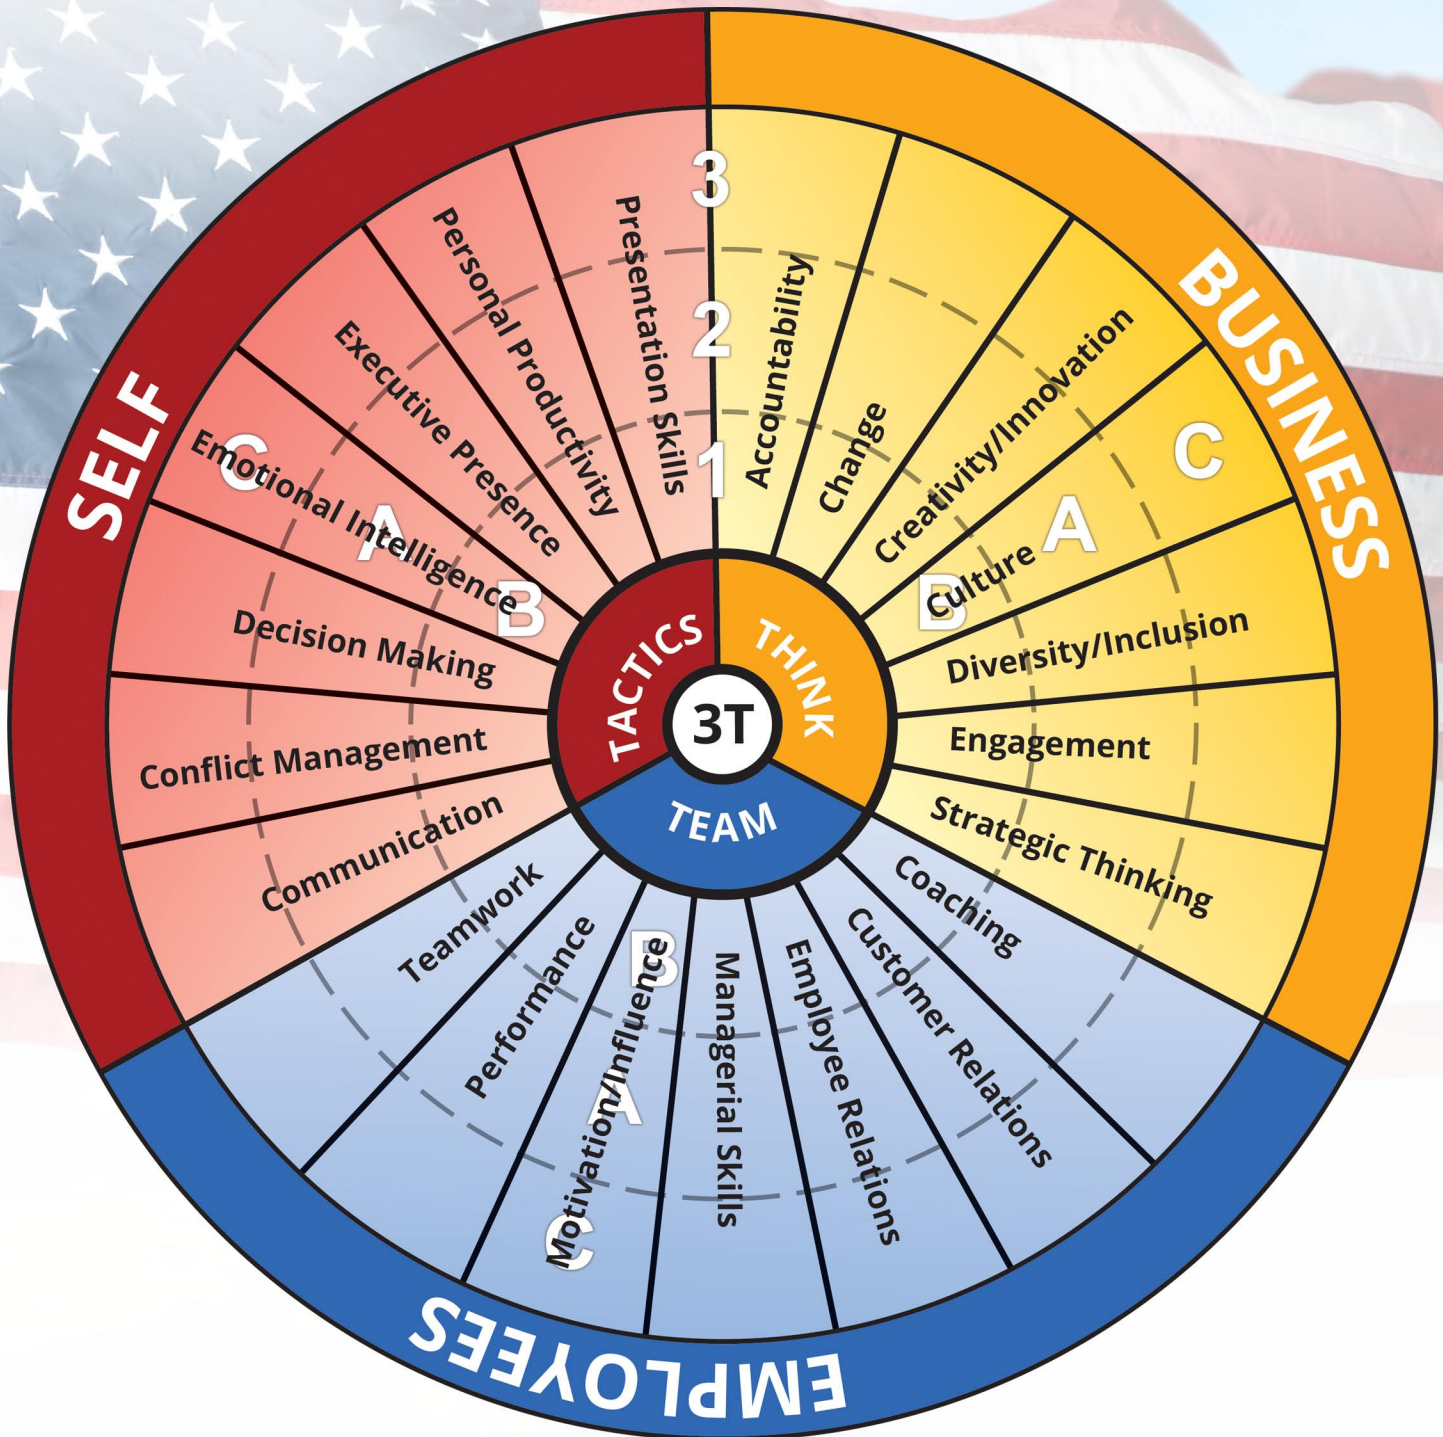 SELF
BUSINESS
EMPLOYEES
3
2
1
Presentation Skills
Personal Productivity
Executive Presence
Emotional Intelligence
Decision Making
Conflict Management
Communication
C
A
B
Accountability
Change
Creativity/Innovation
Culture
Diversity/Inclusion
Engagement
Strategic Thinking
B
A
C
Coaching
Customer Relations
Employee Relations
Managerial Skills
Motivation/Influence
Performance
Teamwork
B
A
C
TACTICS
THINK
TEAM
3T